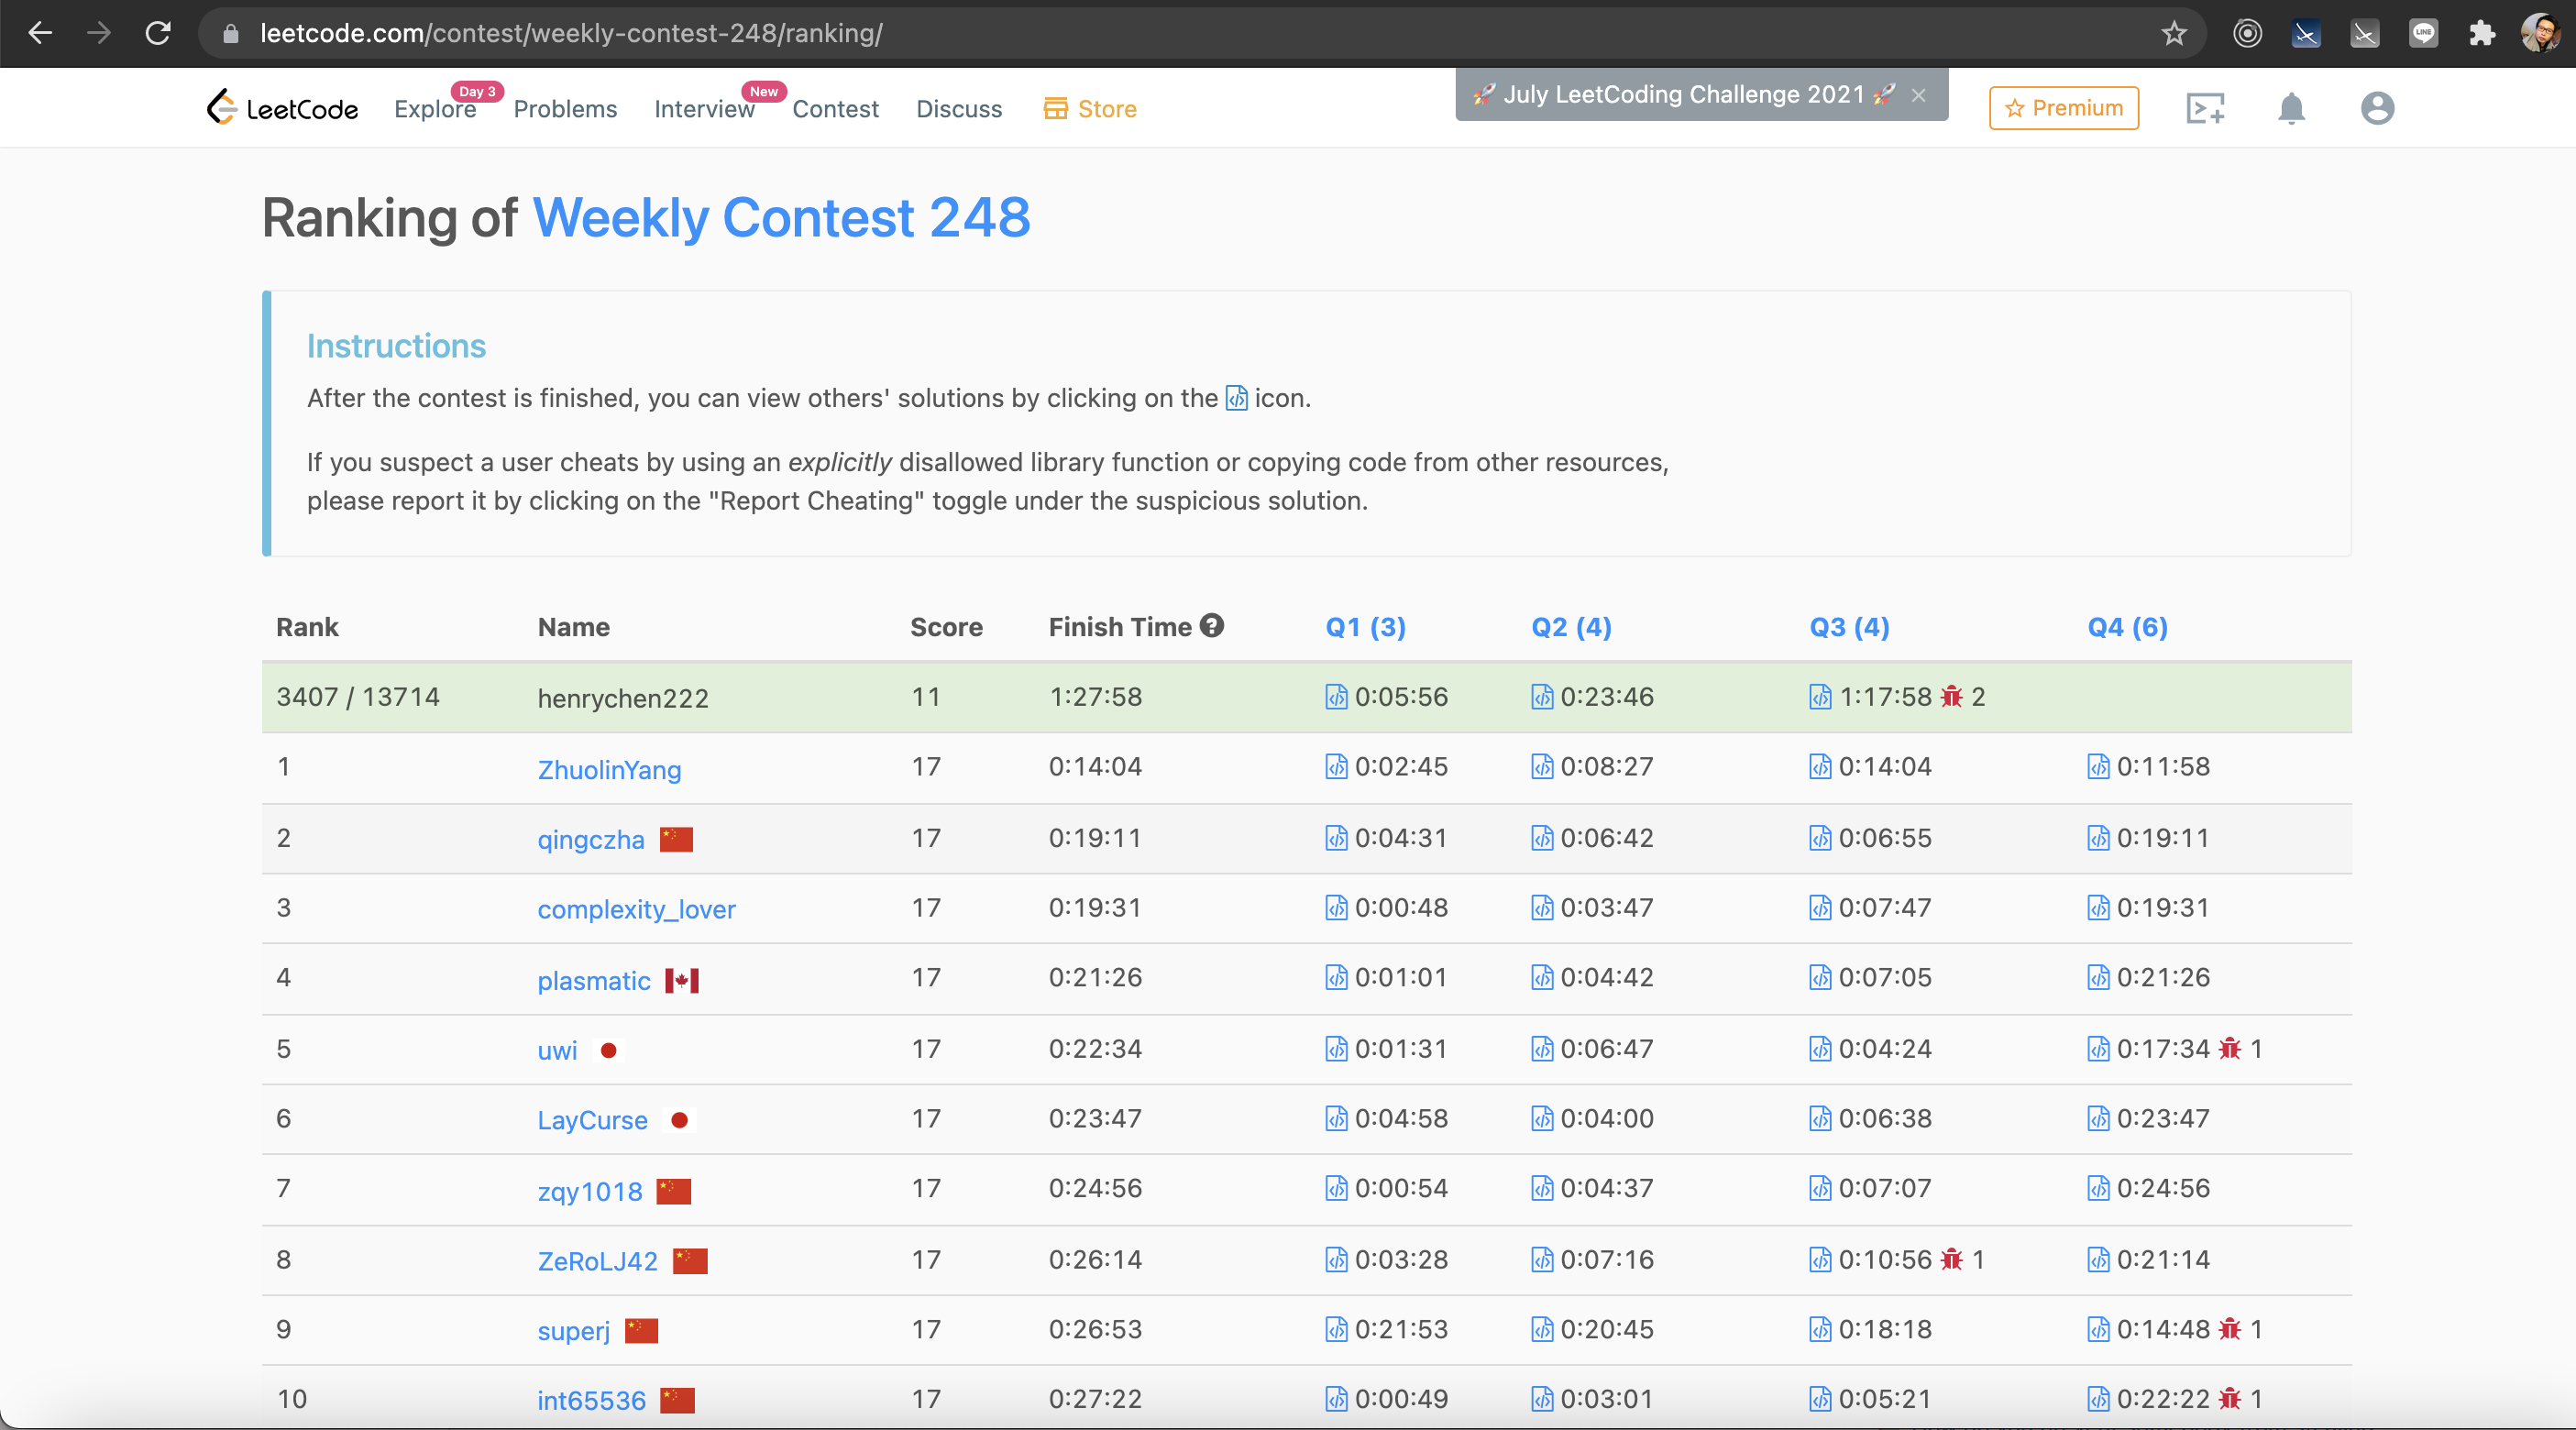 leetcode.com/contest/weekly-contest-248/ranking/
LINE
LeetCode Explore Day 3 Problems Interview New Contest Discuss Store 🚀 July LeetCoding Challenge 2021 🚀 × Premium
Ranking of Weekly Contest 248
Instructions
After the contest is finished, you can view others' solutions by clicking on the icon.
If you suspect a user cheats by using an explicitly disallowed library function or copying code from other resources,
please report it by clicking on the "Report Cheating" toggle under the suspicious solution.
Rank Name Score Finish Time Q1 (3) Q2 (4) Q3 (4) Q4 (6)
3407 / 13714 henrychen222 11 1:27:58 0:05:56 0:23:46 1:17:58 2
1 ZhuolinYang 17 0:14:04 0:02:45 0:08:27 0:14:04 0:11:58
2 qingczha 17 0:19:11 0:04:31 0:06:42 0:06:55 0:19:11
3 complexity_lover 17 0:19:31 0:00:48 0:03:47 0:07:47 0:19:31
4 plasmatic 17 0:21:26 0:01:01 0:04:42 0:07:05 0:21:26
5 uwi 17 0:22:34 0:01:31 0:06:47 0:04:24 0:17:34 1
6 LayCurse 17 0:23:47 0:04:58 0:04:00 0:06:38 0:23:47
7 zqy1018 17 0:24:56 0:00:54 0:04:37 0:07:07 0:24:56
8 ZeRoLJ42 17 0:26:14 0:03:28 0:07:16 0:10:56 1 0:21:14
9 superj 17 0:26:53 0:21:53 0:20:45 0:18:18 0:14:48 1
10 int65536 17 0:27:22 0:00:49 0:03:01 0:05:21 0:22:22 1